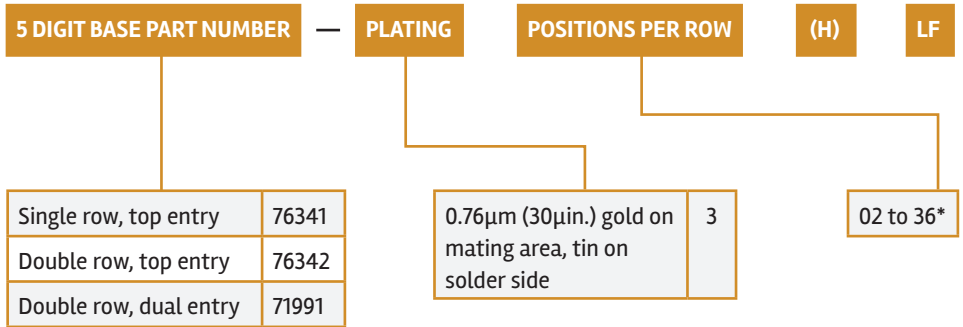 5 DIGIT BASE PART NUMBER — PLATING POSITIONS PER ROW (H) LF
Single row, top entry 76341
Double row, top entry 76342
Double row, dual entry 71991
0.76µm (30µin.) gold on 3
mating area, tin on
solder side
02 to 36*